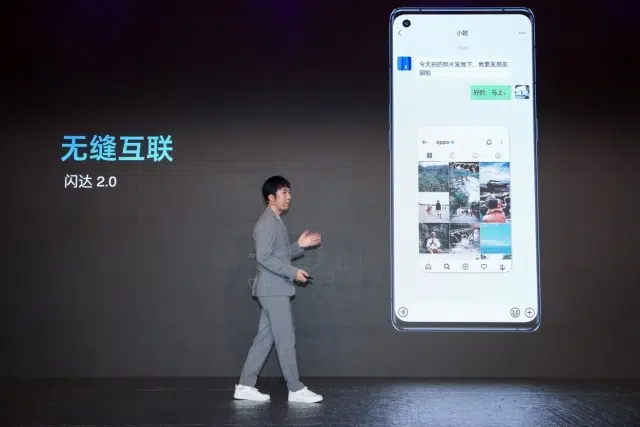 无缝互联
闪达 2.0
小欧
今天拍的照片发我下，我要发朋友
圈啦
好的，马上。
oppo